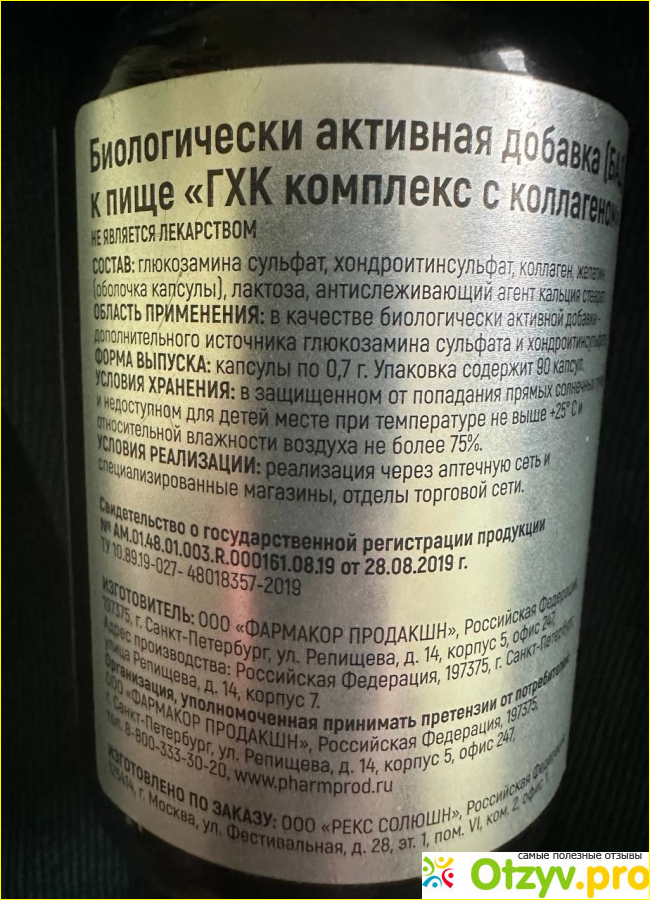 Биологически активная добавка (БАД
к пище «ГХК комплекс с коллагеном»
НЕ ЯВЛЯЕТСЯ ЛЕКАРСТВОМ
СОСТАВ: глюкозамина сульфат, хондроитинсульфат, коллаген, желатин
(оболочка капсулы), лактоза, антислеживающий агент кальция стеарат
ОБЛАСТЬ ПРИМЕНЕНИЯ: в качестве биологически активной добавки-
дополнительного источника глюкозамина сульфата и хондроитинсульфата.
ФОРМА ВЫПУСКА: капсулы по 0,7 г. Упаковка содержит 90 капсул.
УСЛОВИЯ ХРАНЕНИЯ: в защищенном от попадания прямых солнечных лучей
и недоступном для детей месте при температуре не выше +25° С и
относительной влажности воздуха не более 75%.
УСЛОВИЯ РЕАЛИЗАЦИИ: реализация через аптечную сеть и
специализированные магазины, отделы торговой сети.
Свидетельство о государственной регистрации продукции
№ AM.01.48.01.003.R.000161.08.19 от 28.08.2019 г.
ТУ 10.89.19-027- 48018357-2019
ИЗГОТОВИТЕЛЬ: ООО «ФАРМАКОР ПРОДАКШН», Российская Федерация,
197375, г. Санкт-Петербург, ул. Репищева, д. 14, корпус 5, офис 247.
Адрес производства: Российская Федерация, 197375, г. Санкт-Петербург
улица Репищева, д. 14, корпус 7.
Организация, уполномоченная принимать претензии от потребителей:
ООО «ФАРМАКОР ПРОДАКШН», Российская Федерация, 197375,
г. Санкт-Петербург, ул. Репищева, д. 14, корпус 5, офис 247,
тел. 8-800-333-30-20, www.pharmprod.ru
ИЗГОТОВЛЕНО ПО ЗАКАЗУ: ООО «РЕКС СОЛЮШН», Российская Федерация,
125414, г. Москва, ул. Фестивальная, д. 28, эт. 1, пом. VI, ком. 2, офис 1
самые полезные отзывы
Otzyv.pro